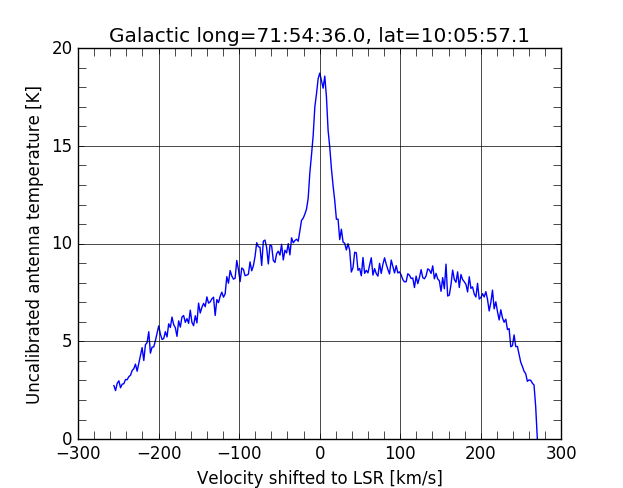 Galactic long=71:54:36.0, lat=10:05:57.1
Uncalibrated antenna temperature [K]
20
15
10
5
0
−300 −200 −100 0 100 200 300
Velocity shifted to LSR [km/s]